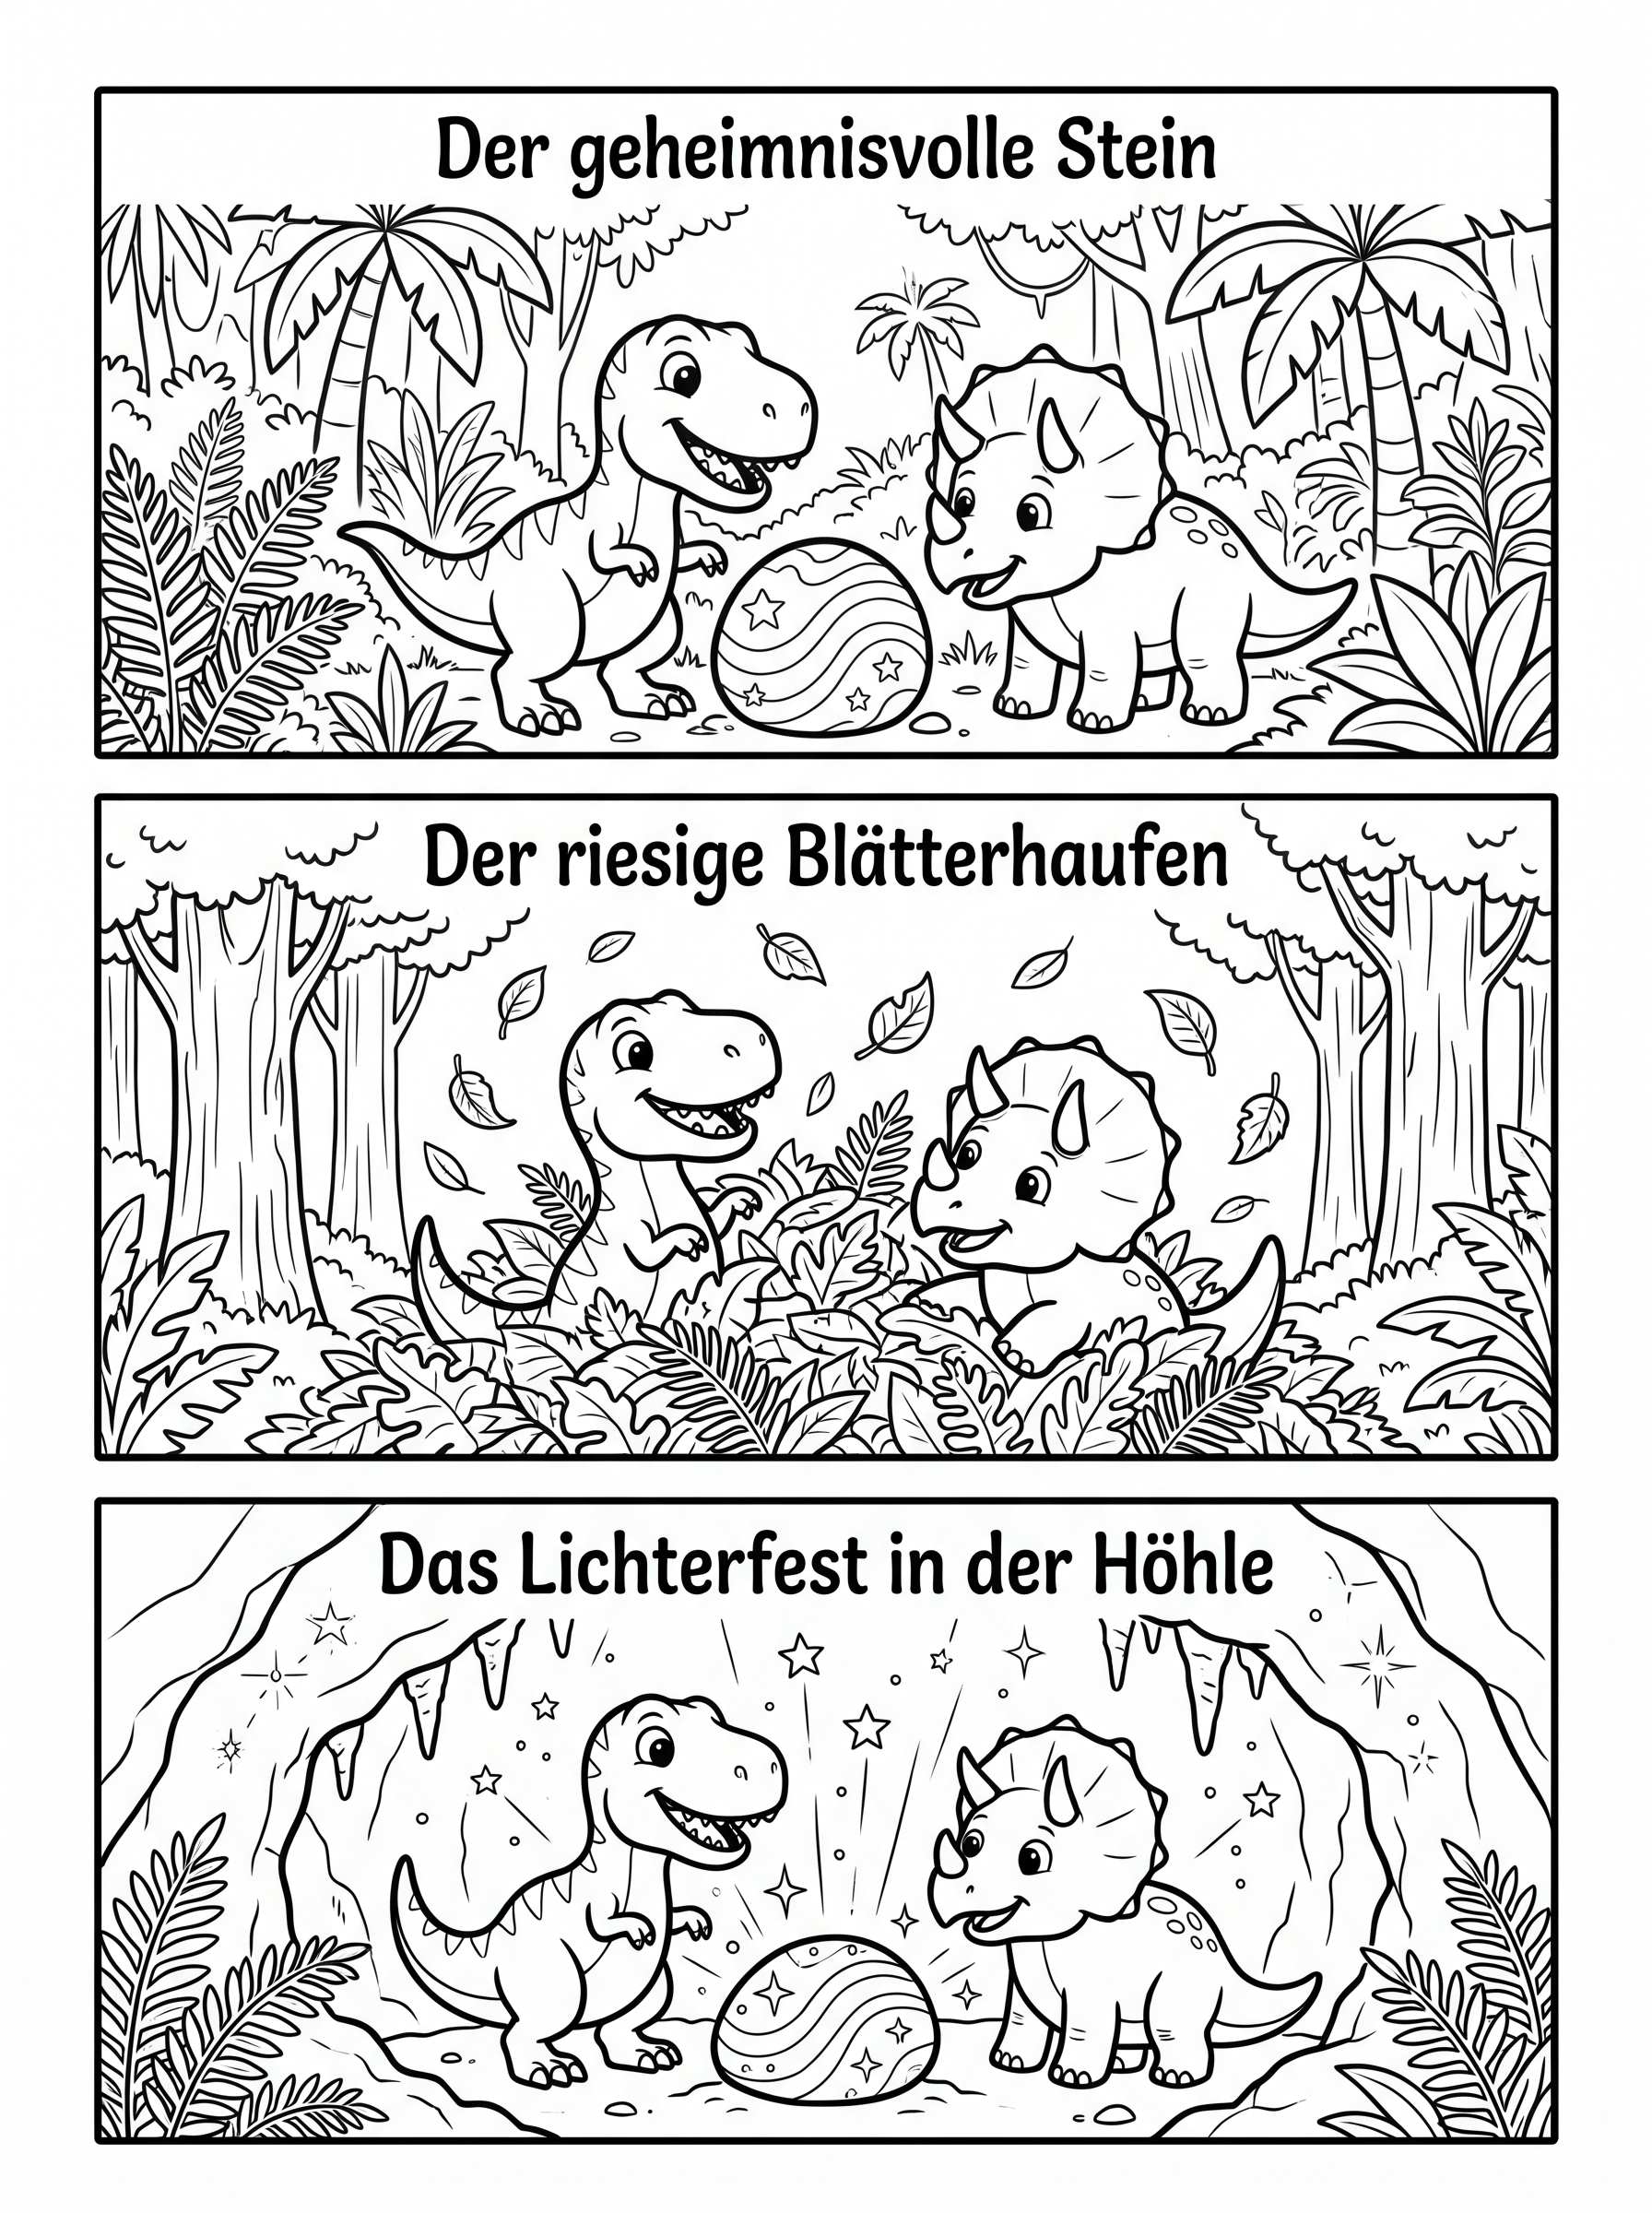 Der geheimnisvolle Stein
Der riesige Blätterhaufen
Das Lichterfest in der Höhle